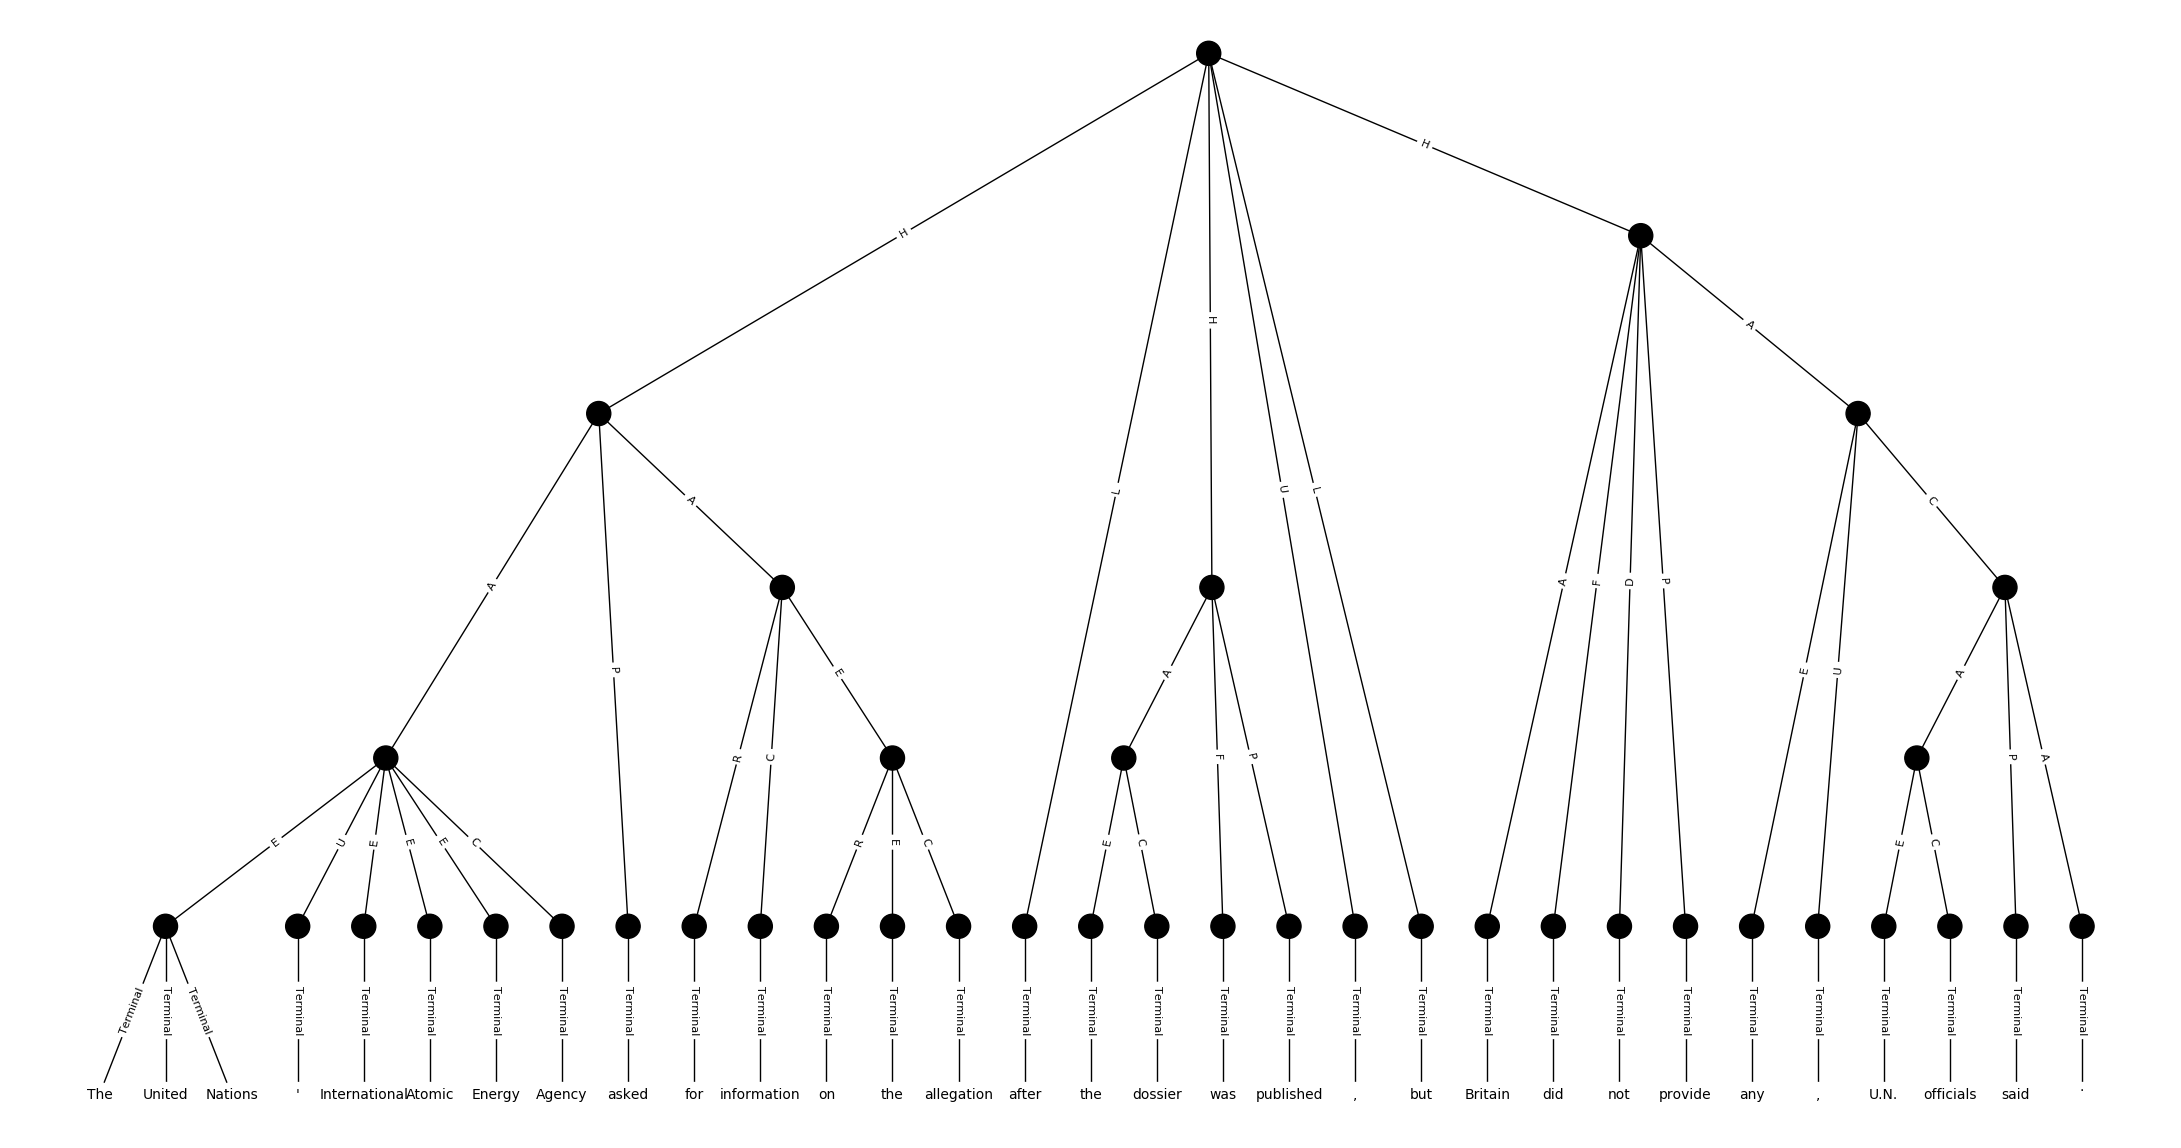 H H
H
A
L U L
A P A A F D P C
P R C E A F P E U A P A
E U E E E C R E C E C E C
Terminal Terminal Terminal Terminal Terminal Terminal Terminal Terminal Terminal Terminal Terminal Terminal Terminal Terminal Terminal Terminal Terminal Terminal Terminal Terminal Terminal Terminal Terminal Terminal Terminal Terminal Terminal Terminal Terminal Terminal Terminal
The United Nations ' International Atomic Energy Agency asked for information on the allegation after the dossier was published , but Britain did not provide any , U.N. officials said .